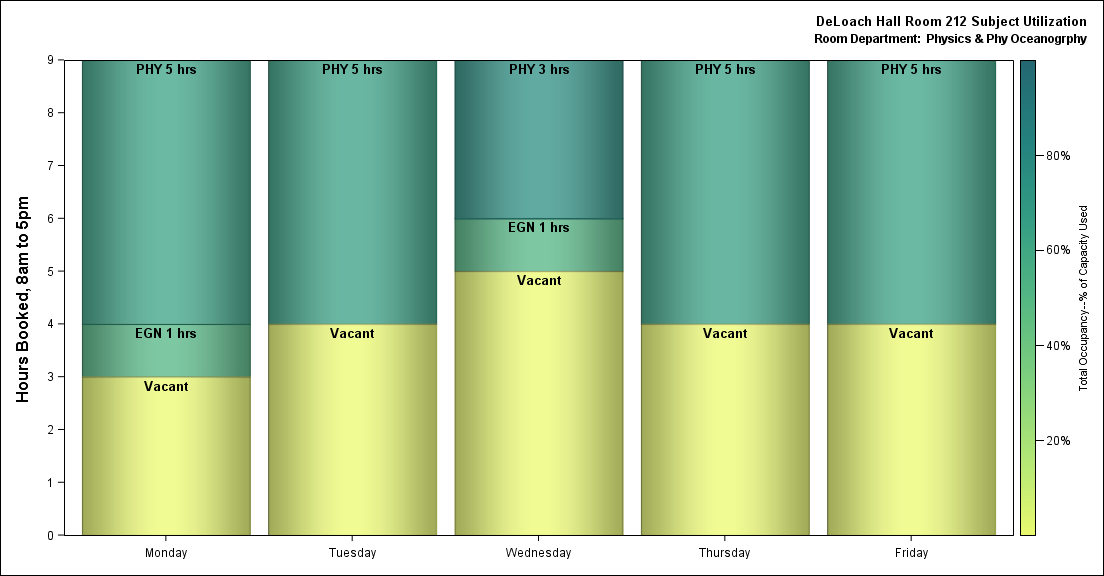 DeLoach Hall Room 212 Subject Utilization
Room Department: Physics & Phy Oceanogrphy
Hours Booked, 8am to 5pm
9
8
7
6
5
4
3
2
1
0
PHY 5 hrs
EGN 1 hrs
Vacant
PHY 5 hrs
Vacant
PHY 3 hrs
EGN 1 hrs
Vacant
PHY 5 hrs
Vacant
PHY 5 hrs
Vacant
Monday
Tuesday
Wednesday
Thursday
Friday
80%
60%
40%
20%
Total Occupancy--% of Capacity Used